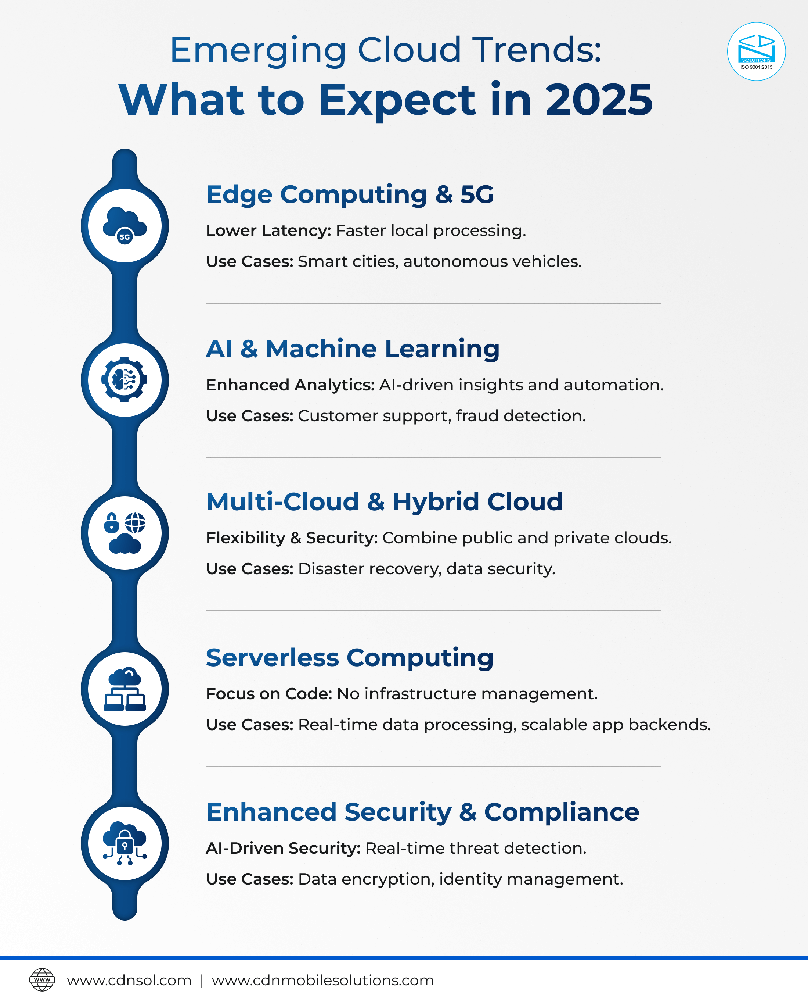 Emerging Cloud Trends:
What to Expect in 2025
SOLUTIONS
ISO 9001:2015
5G
Edge Computing & 5G
Lower Latency: Faster local processing.
Use Cases: Smart cities, autonomous vehicles.
AI & Machine Learning
Enhanced Analytics: AI-driven insights and automation.
Use Cases: Customer support, fraud detection.
Multi-Cloud & Hybrid Cloud
Flexibility & Security: Combine public and private clouds.
Use Cases: Disaster recovery, data security.
Serverless Computing
Focus on Code: No infrastructure management.
Use Cases: Real-time data processing, scalable app backends.
Enhanced Security & Compliance
AI-Driven Security: Real-time threat detection.
Use Cases: Data encryption, identity management.
www
www.cdnsol.com | www.cdnmobilesolutions.com